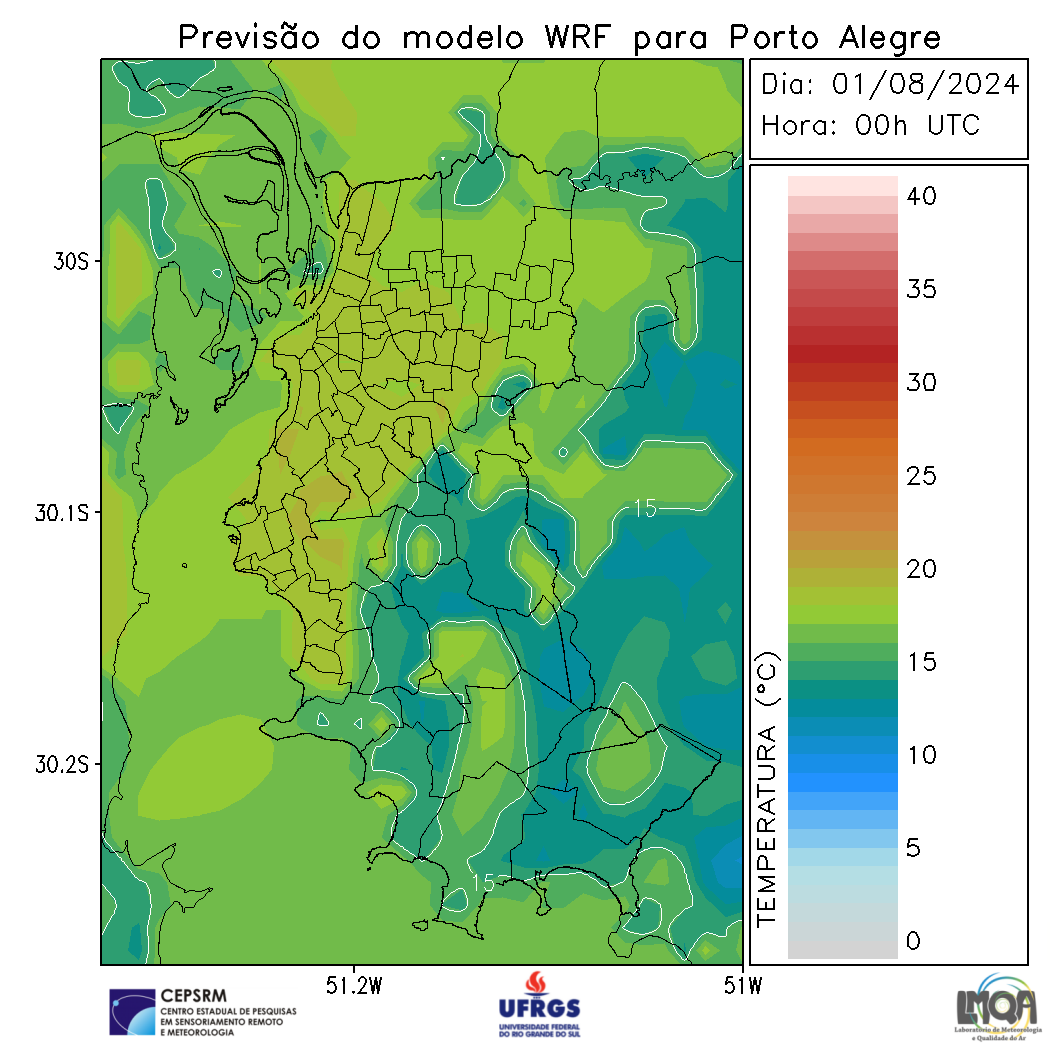 Previsão do modelo WRF para Porto Alegre
Dia: 01/08/2024
Hora: 00h UTC
30S
30.1S
30.2S
51.2W
51W
15
15
TEMPERATURA (°C)
40
35
30
25
20
15
10
5
0
CEPSRM
CENTRO ESTADUAL DE PESQUISAS
EM SENSORIAMENTO REMOTO
E METEOROLOGIA
UFRGS
UNIVERSIDADE FEDERAL
DO RIO GRANDE DO SUL
LMQA
Laboratório de Meteorologia
e Qualidade do Ar